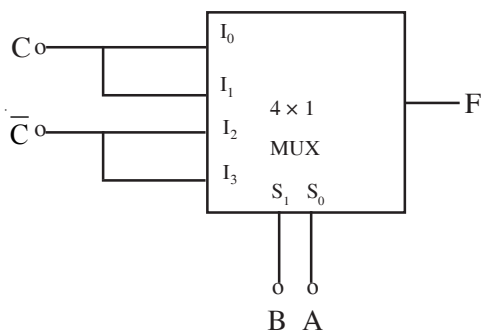 C o I₀
I₁
4 × 1 F
C̅ o I₂
MUX
I₃
S₁ S₀
o o
B A